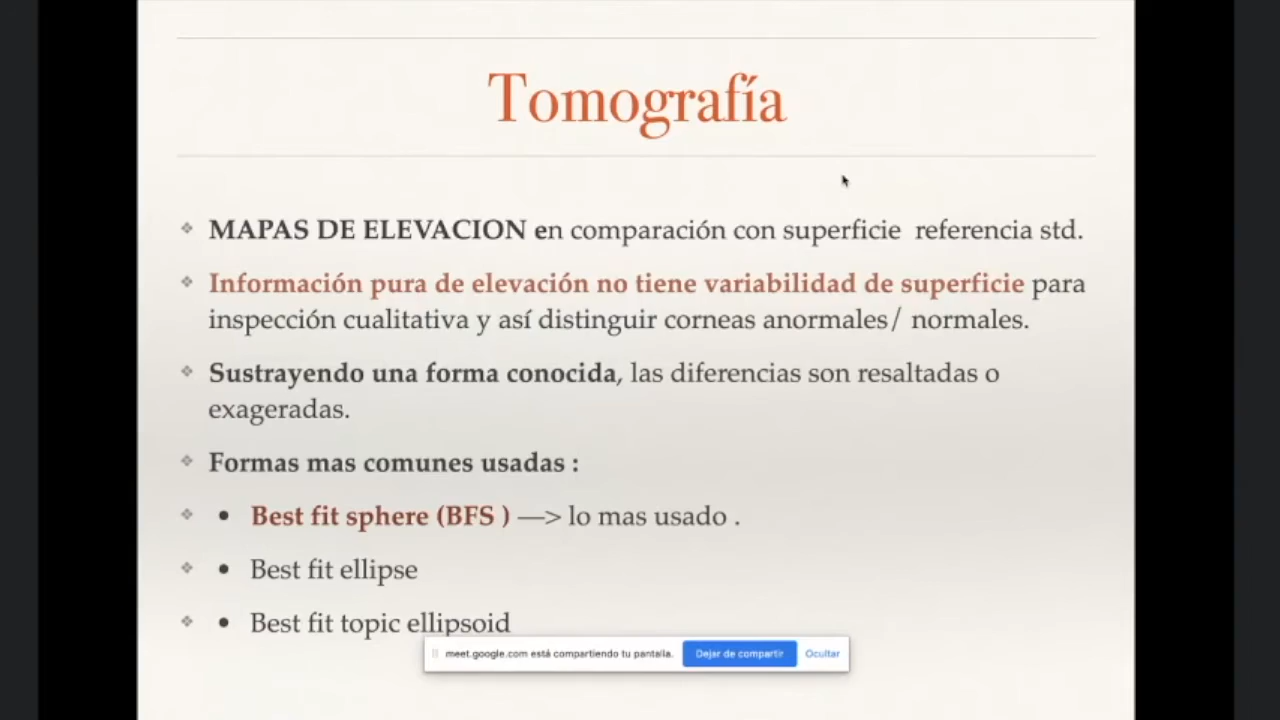 Tomografía
MAPAS DE ELEVACION en comparación con superficie referencia std.
Información pura de elevación no tiene variabilidad de superficie para
inspección cualitativa y así distinguir corneas anormales/ normales.
Sustrayendo una forma conocida, las diferencias son resaltadas o
exageradas.
Formas mas comunes usadas :
• Best fit sphere (BFS ) —> lo mas usado .
• Best fit ellipse
• Best fit topic ellipsoid
meet.google.com está compartiendo tu pantalla. Dejar de compartir Ocultar